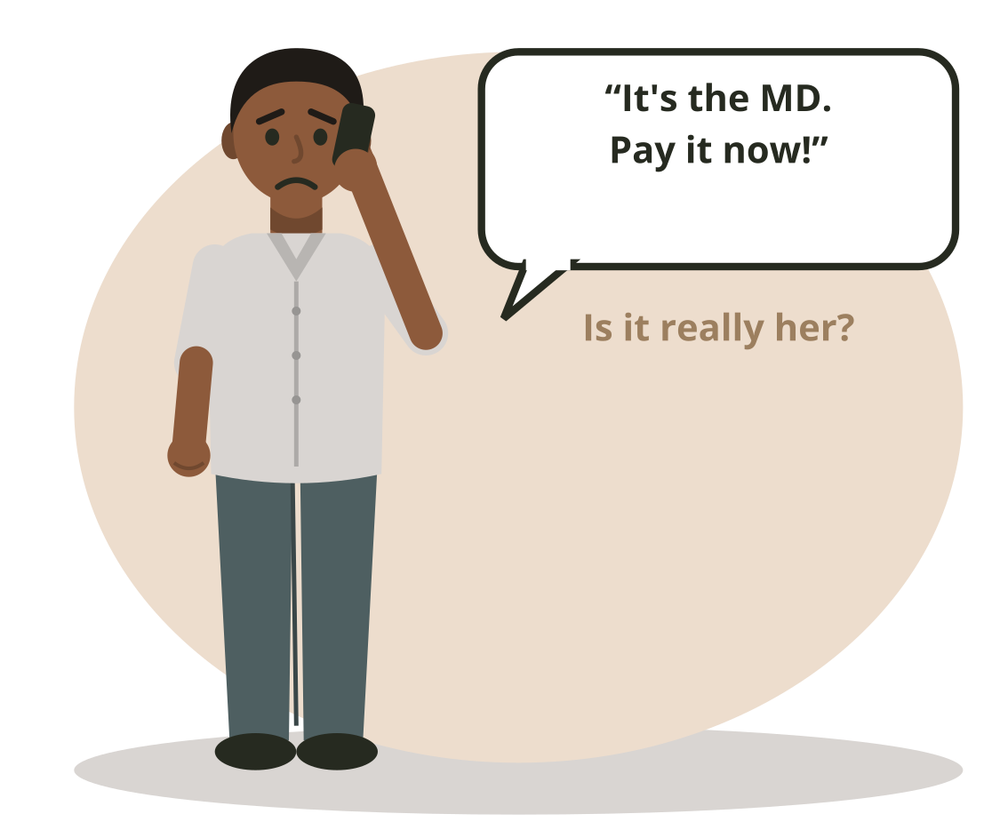 “It's the MD.
Pay it now!”
Is it really her?